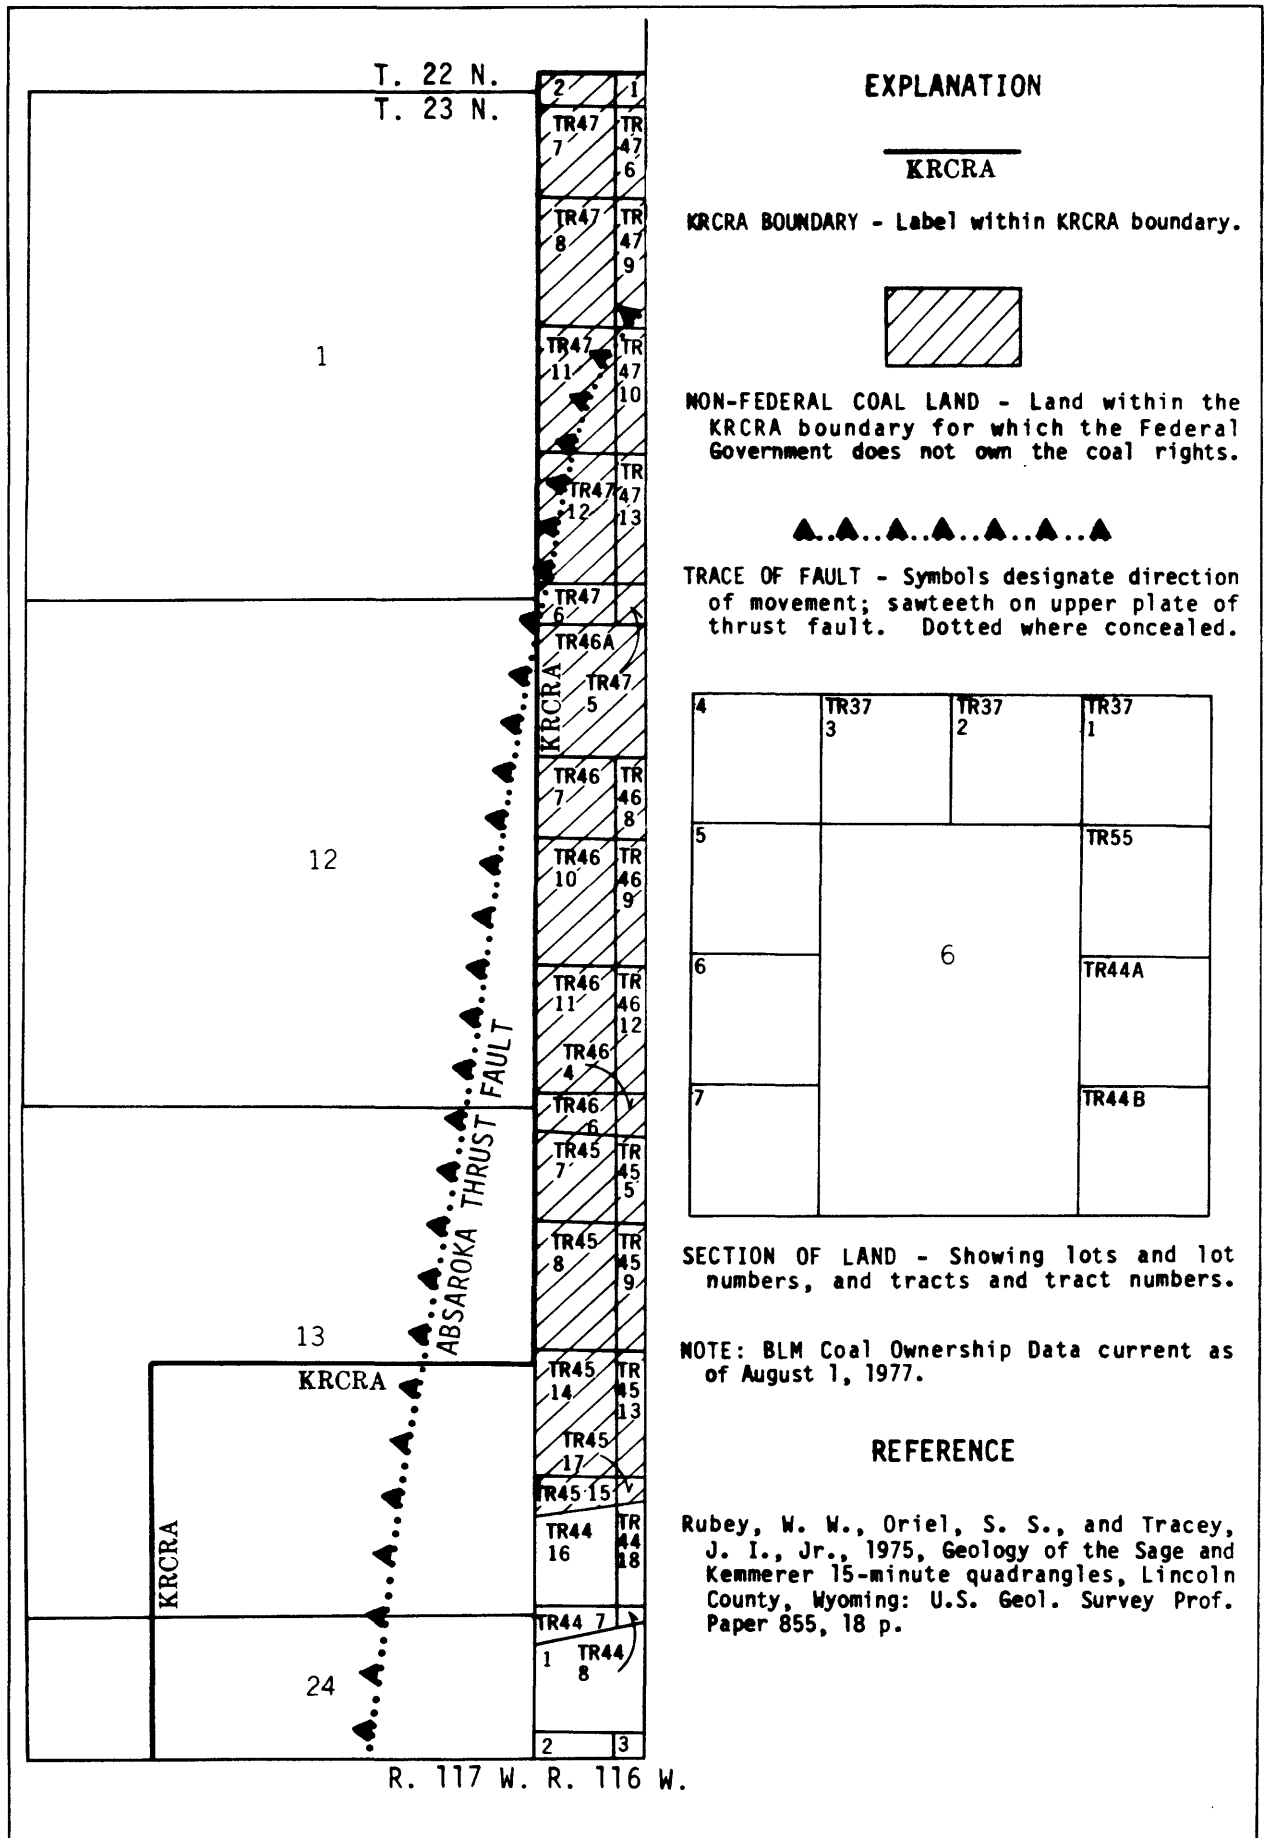 T. 22 N.
T. 23 N.
2
1
TR47
7
TR
47
6
TR47
8
TR
47
9
1
TR47
11
TR
47
10
TR47
12
TR
47
13
TR47
6
TR46A
TR47
5
KRCRA
TR46
7
TR
46
8
12
TR46
10
TR
46
9
TR46
11
TR
46
12
TR46
4
TR46
6
ABSAROKA THRUST FAULT
TR45
7
TR
45
5
TR45
8
TR
45
9
13
KRCRA
TR45
14
TR
45
13
TR45
17
TR45 15
KRCRA
TR44
16
TR
44
18
TR44 7
1
TR44
8
24
2
3
R. 117 W. R. 116 W.
EXPLANATION
KRCRA
KRCRA BOUNDARY - Label within KRCRA boundary.
NON-FEDERAL COAL LAND - Land within the
KRCRA boundary for which the Federal
Government does not own the coal rights.
TRACE OF FAULT - Symbols designate direction
of movement; sawteeth on upper plate of
thrust fault. Dotted where concealed.
4
TR37
3
TR37
2
TR37
1
5
TR55
6
6
TR44A
7
TR44B
SECTION OF LAND - Showing lots and lot
numbers, and tracts and tract numbers.
NOTE: BLM Coal Ownership Data current as
of August 1, 1977.
REFERENCE
Rubey, W. W., Oriel, S. S., and Tracey,
J. I., Jr., 1975, Geology of the Sage and
Kemmerer 15-minute quadrangles, Lincoln
County, Wyoming: U.S. Geol. Survey Prof.
Paper 855, 18 p.